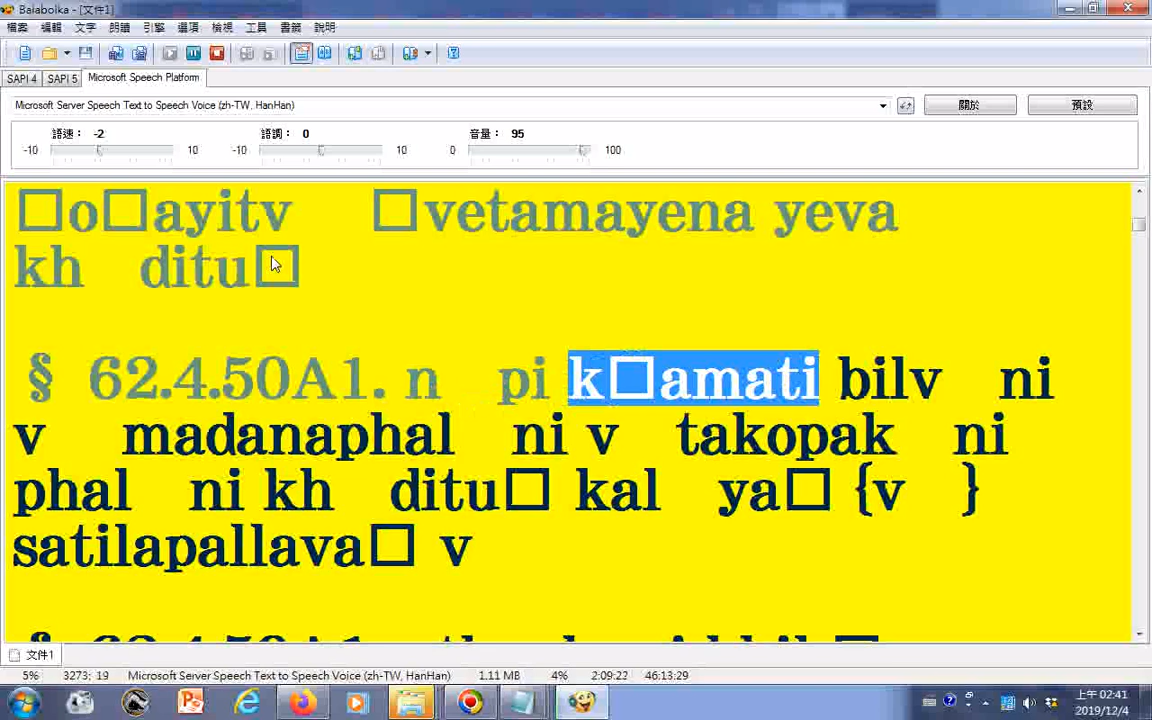 Balabolka - [文件1]
檔案 編輯 文字 朗讀 引擎 選項 檢視 工具 書籤 說明
SAPI 4 SAPI 5 Microsoft Speech Platform
Microsoft Server Speech Text to Speech Voice (zh-TW, HanHan) 關於 預設
語速： -2 語調： 0 音量： 95
-10 10 -10 10 0 100
□o□ayitv □vetamayena yeva
kh ditu□
§ 62.4.50A1. n pi k□amati bilv ni
v madanaphal ni v takopak ni
phal ni kh ditu□ kal ya□ {v }
satilapallava□ v
文件1
5% 3273; 19 Microsoft Server Speech Text to Speech Voice (zh-TW, HanHan) 1.11 MB 4% 2:09:22 46:13:29
上午 02:41
2019/12/4